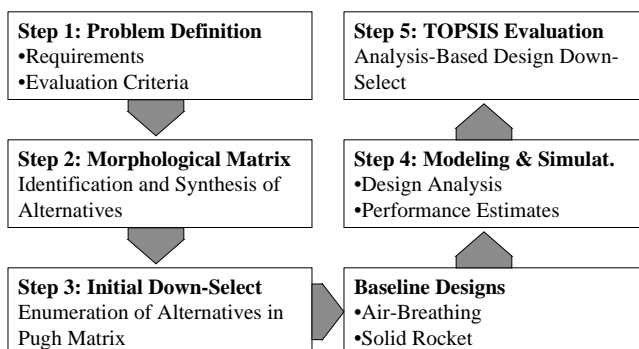 Step 1: Problem Definition
•Requirements
•Evaluation Criteria
Step 2: Morphological Matrix
Identification and Synthesis of
Alternatives
Step 3: Initial Down-Select
Enumeration of Alternatives in
Pugh Matrix
Baseline Designs
•Air-Breathing
•Solid Rocket
Step 4: Modeling & Simulat.
•Design Analysis
•Performance Estimates
Step 5: TOPSIS Evaluation
Analysis-Based Design Down-
Select